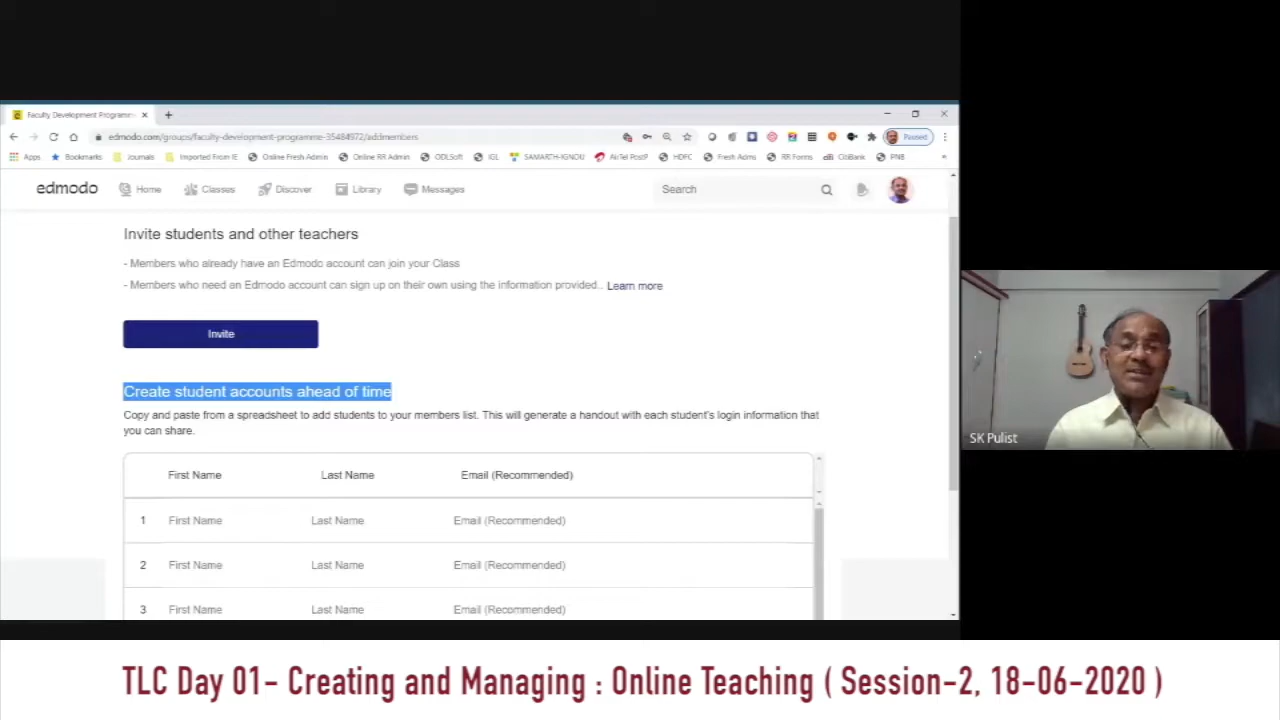 Faculty Development Programm
edmodo.com/groups/faculty-development-programme-35484972/addmembers
Paused
Apps Bookmarks Journals Imported From IE Online Fresh Admin Online RR Admin ODLSoft IGL SAMARTH-IGNOU AirTel PostP HDFC Fresh Adms RR Forms CitiBank PNB
edmodo Home Classes Discover Library Messages Search
Invite students and other teachers
- Members who already have an Edmodo account can join your Class
- Members who need an Edmodo account can sign up on their own using the information provided.. Learn more
Invite
Create student accounts ahead of time
Copy and paste from a spreadsheet to add students to your members list. This will generate a handout with each student's login information that
you can share.
First Name Last Name Email (Recommended)
1 First Name Last Name Email (Recommended)
2 First Name Last Name Email (Recommended)
3 First Name Last Name Email (Recommended)
SK Pulist
TLC Day 01- Creating and Managing : Online Teaching ( Session-2, 18-06-2020 )